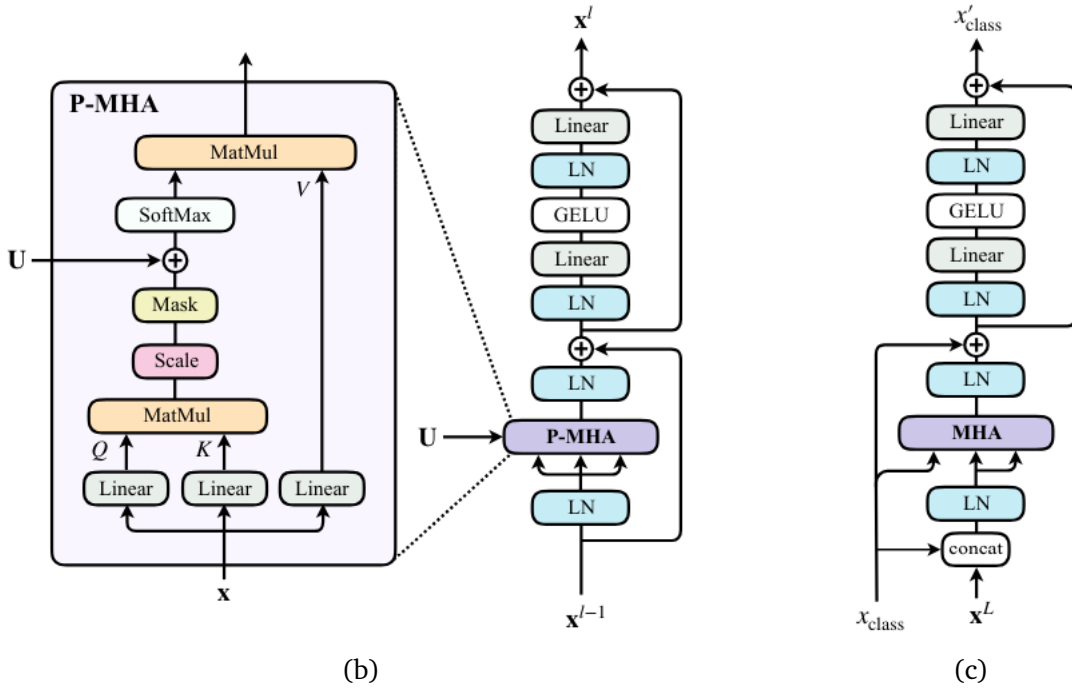 P-MHA
MatMul
V
SoftMax
U
Mask
Scale
MatMul
Q
K
Linear
Linear
Linear
x
x^l
Linear
LN
GELU
Linear
LN
LN
U
P-MHA
LN
x^{l−1}
(b)
x′_class
Linear
LN
GELU
Linear
LN
LN
MHA
LN
concat
x_class
x^L
(c)